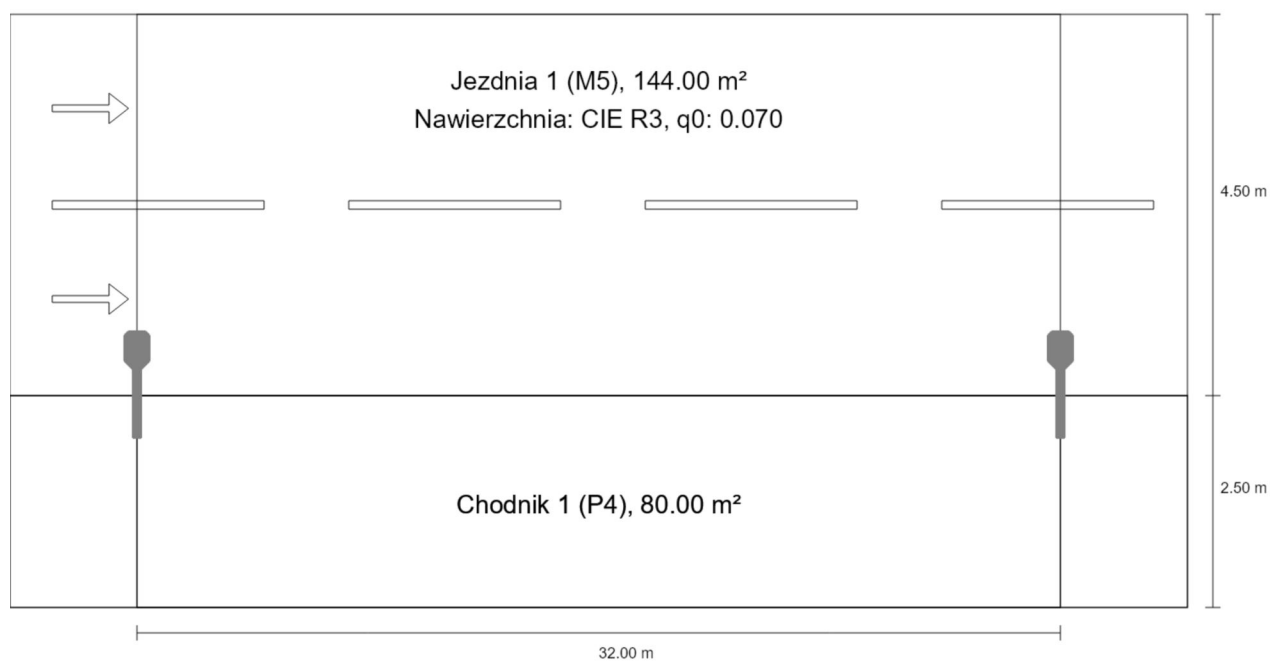 Jezdnia 1 (M5), 144.00 m²
Nawierzchnia: CIE R3, q0: 0.070
4.50 m
Chodnik 1 (P4), 80.00 m²
2.50 m
32.00 m